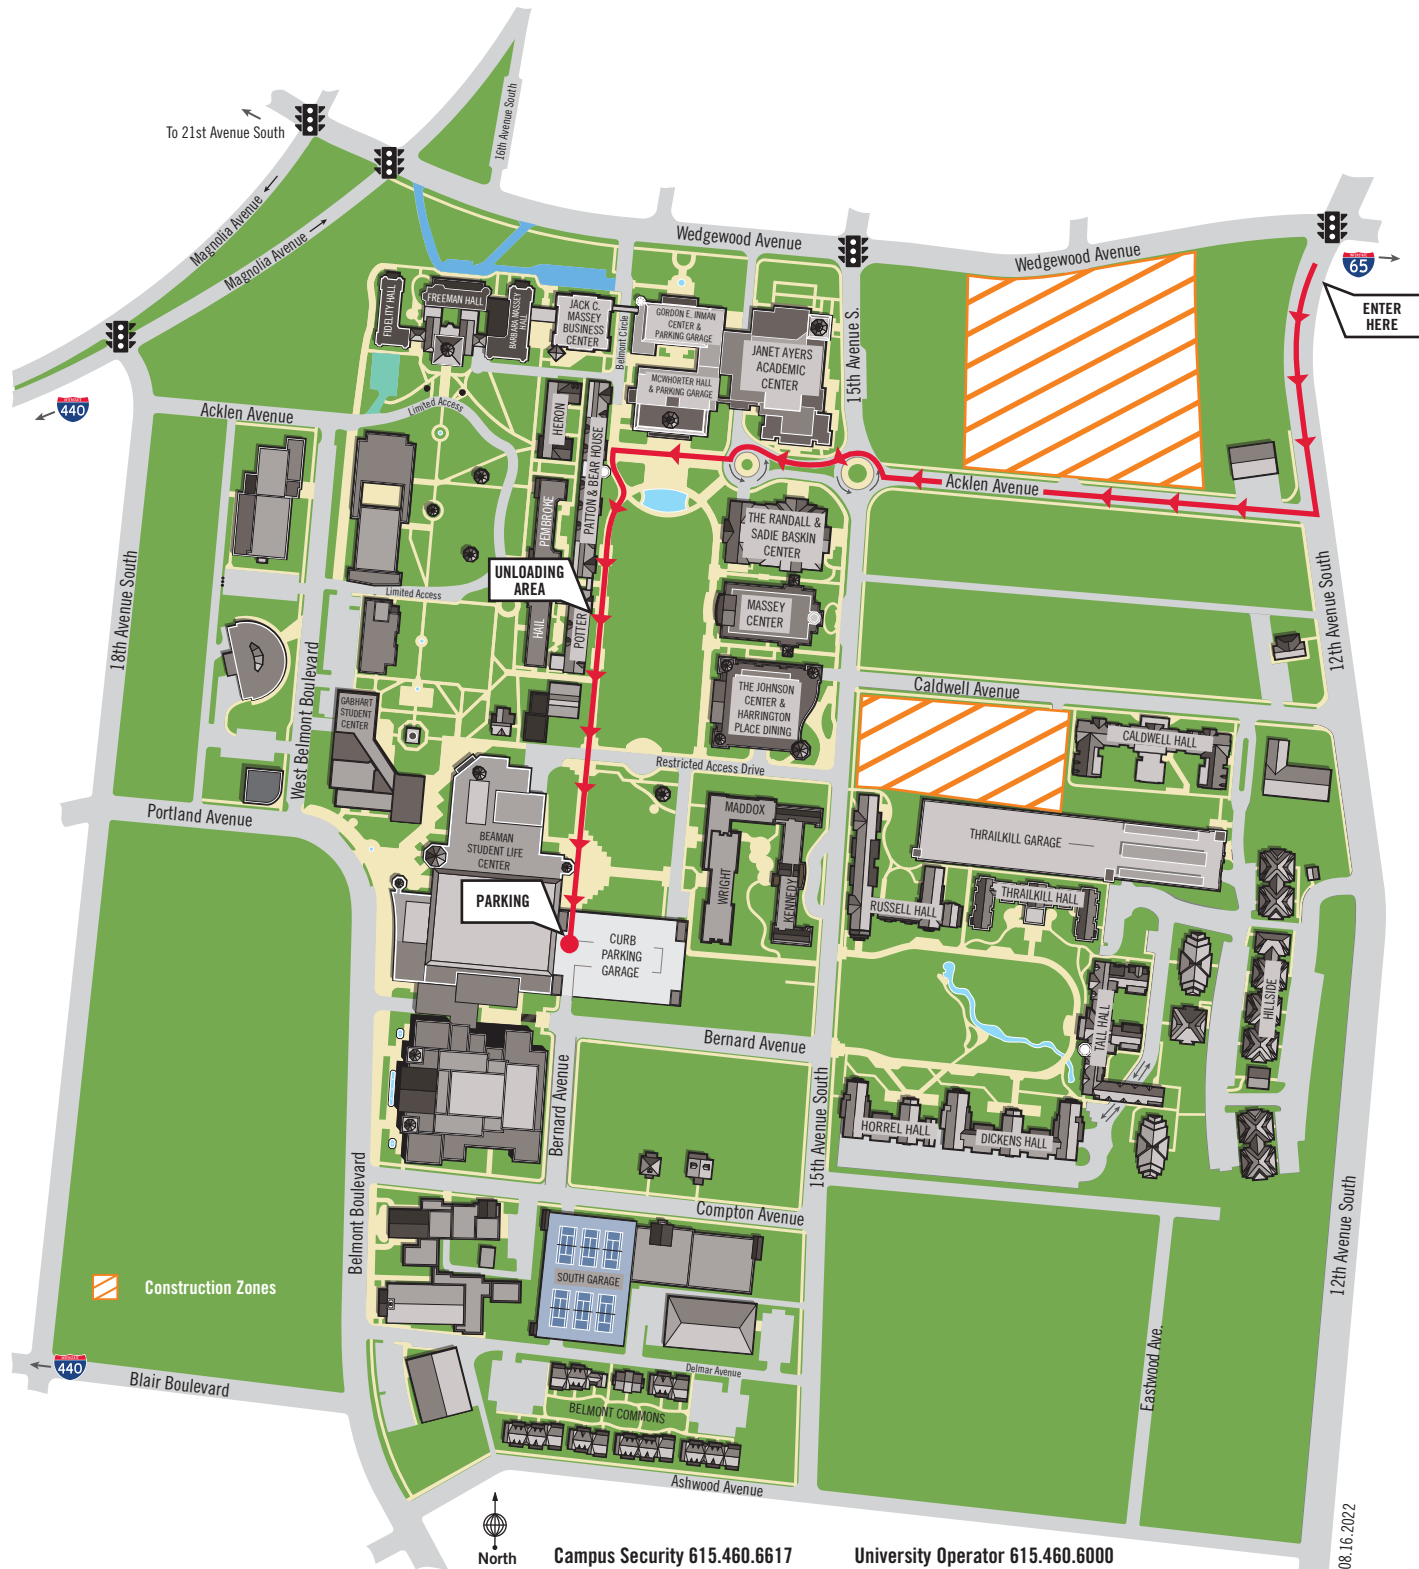 To 21st Avenue South
16th Avenue South
Magnolia Avenue
Magnolia Avenue
Wedgewood Avenue
Wedgewood Avenue
INTERSTATE
65
ENTER
HERE
FIDELITY HALL
FREEMAN HALL
BARBARA MASSEY
HALL
JACK C.
MASSEY
BUSINESS
CENTER
Belmont Circle
GORDON E. INMAN
CENTER &
PARKING GARAGE
JANET AYERS
ACADEMIC
CENTER
15th Avenue S.
MCWHORTER HALL
& PARKING GARAGE
440
Acklen Avenue
Limited Access
HERON
PATTON & BEAR HOUSE
Acklen Avenue
PEMBROKE
THE RANDALL &
SADIE BASKIN
CENTER
UNLOADING
AREA
18th Avenue South
Limited Access
HAIL
POTTER
MASSEY
CENTER
12th Avenue South
West Belmont Boulevard
GABHART
STUDENT
CENTER
THE JOHNSON
CENTER &
HARRINGTON
PLACE DINING
Caldwell Avenue
CALDWELL HALL
Restricted Access Drive
Portland Avenue
BEAMAN
STUDENT LIFE
CENTER
MADDOX
WRIGHT
KENNEDY
THRAILKILL GARAGE
RUSSELL HALL
THRAILKILL HALL
PARKING
CURB
PARKING
GARAGE
HILLSIDE
TALL HALL
Bernard Avenue
Bernard Avenue
15th Avenue South
HORREL HALL
DICKENS HALL
Belmont Boulevard
Compton Avenue
12th Avenue South
Construction Zones
SOUTH GARAGE
440
Blair Boulevard
Delmar Avenue
Eastwood Ave.
BELMONT COMMONS
Ashwood Avenue
North
Campus Security 615.460.6617
University Operator 615.460.6000
08.16.2022